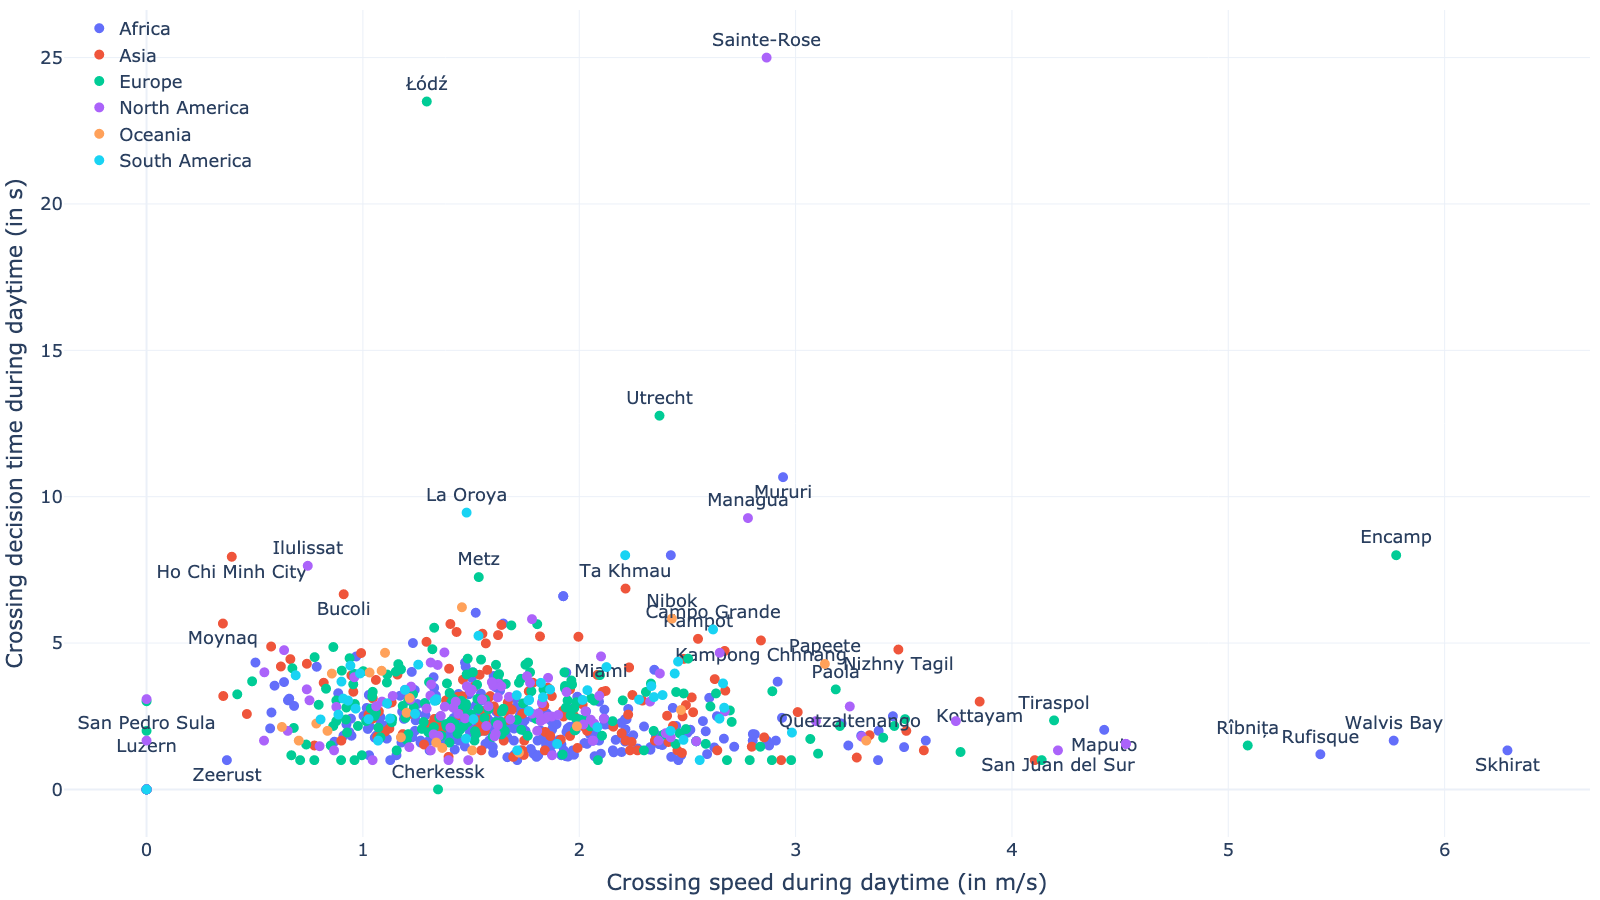 Africa
Asia
Europe
North America
Oceania
South America
Sainte-Rose
Łódź
Utrecht
Mururi
Managua
La Oroya
Encamp
Ilulissat
Metz
Ho Chi Minh City
Ta Khmau
Bucoli
Nibok
Campo Grande
Kampot
Moynaq
Papeete
Kampong Chhnang
Nizhny Tagil
Miami
Paola
Tiraspol
Kottayam
San Pedro Sula
Quetzaltenango
Rîbnița
Walvis Bay
Rufisque
Luzern
Maputo
San Juan del Sur
Skhirat
Zeerust
Cherkessk
25
20
15
10
5
0
0
1
2
3
4
5
6
Crossing speed during daytime (in m/s)
Crossing decision time during daytime (in s)